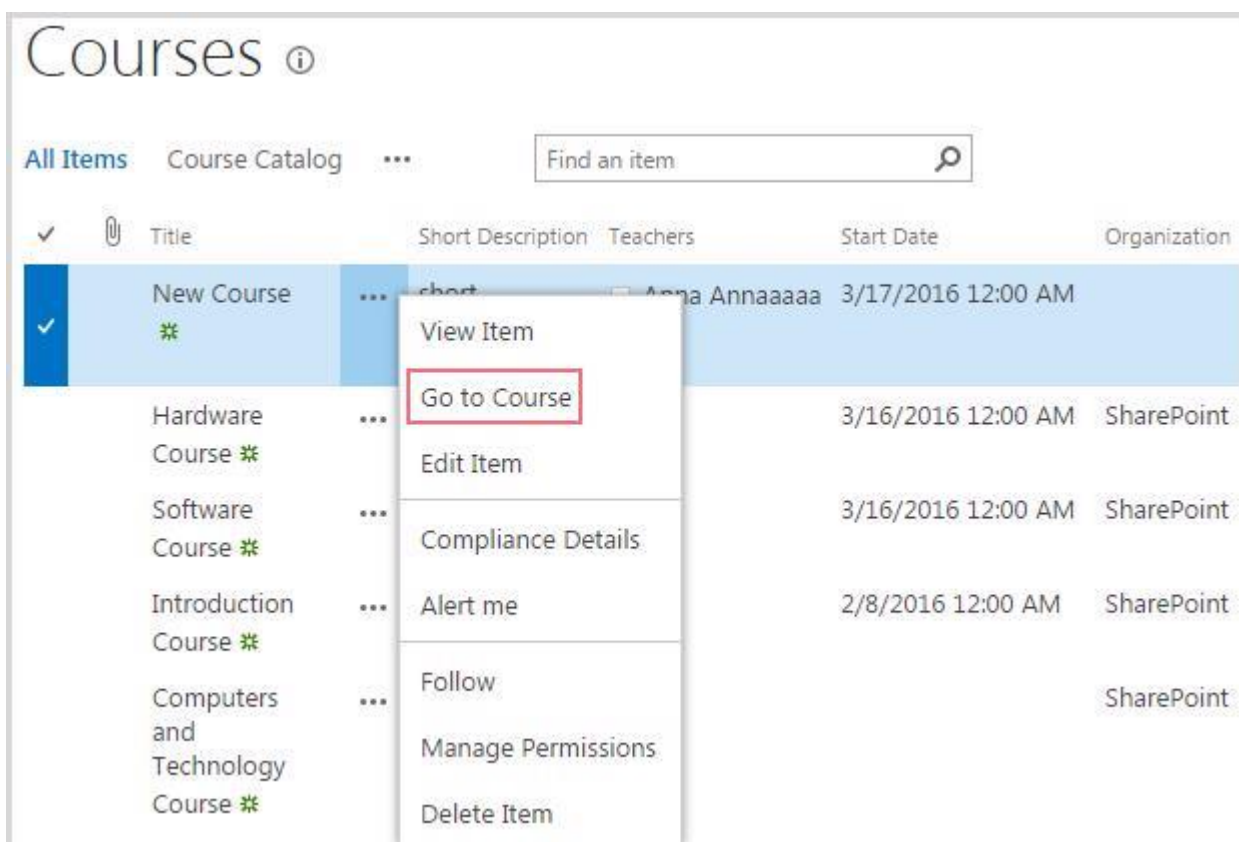 Courses
All Items Course Catalog ... Find an item
Title Short Description Teachers Start Date Organization
New Course ... short Anna Annaaaaa 3/17/2016 12:00 AM
View Item
Go to Course
Hardware ... 3/16/2016 12:00 AM SharePoint
Course
Edit Item
Software ... 3/16/2016 12:00 AM SharePoint
Course
Compliance Details
Introduction ... Alert me 2/8/2016 12:00 AM SharePoint
Course
Follow
Computers ... SharePoint
and
Technology
Course
Manage Permissions
Delete Item